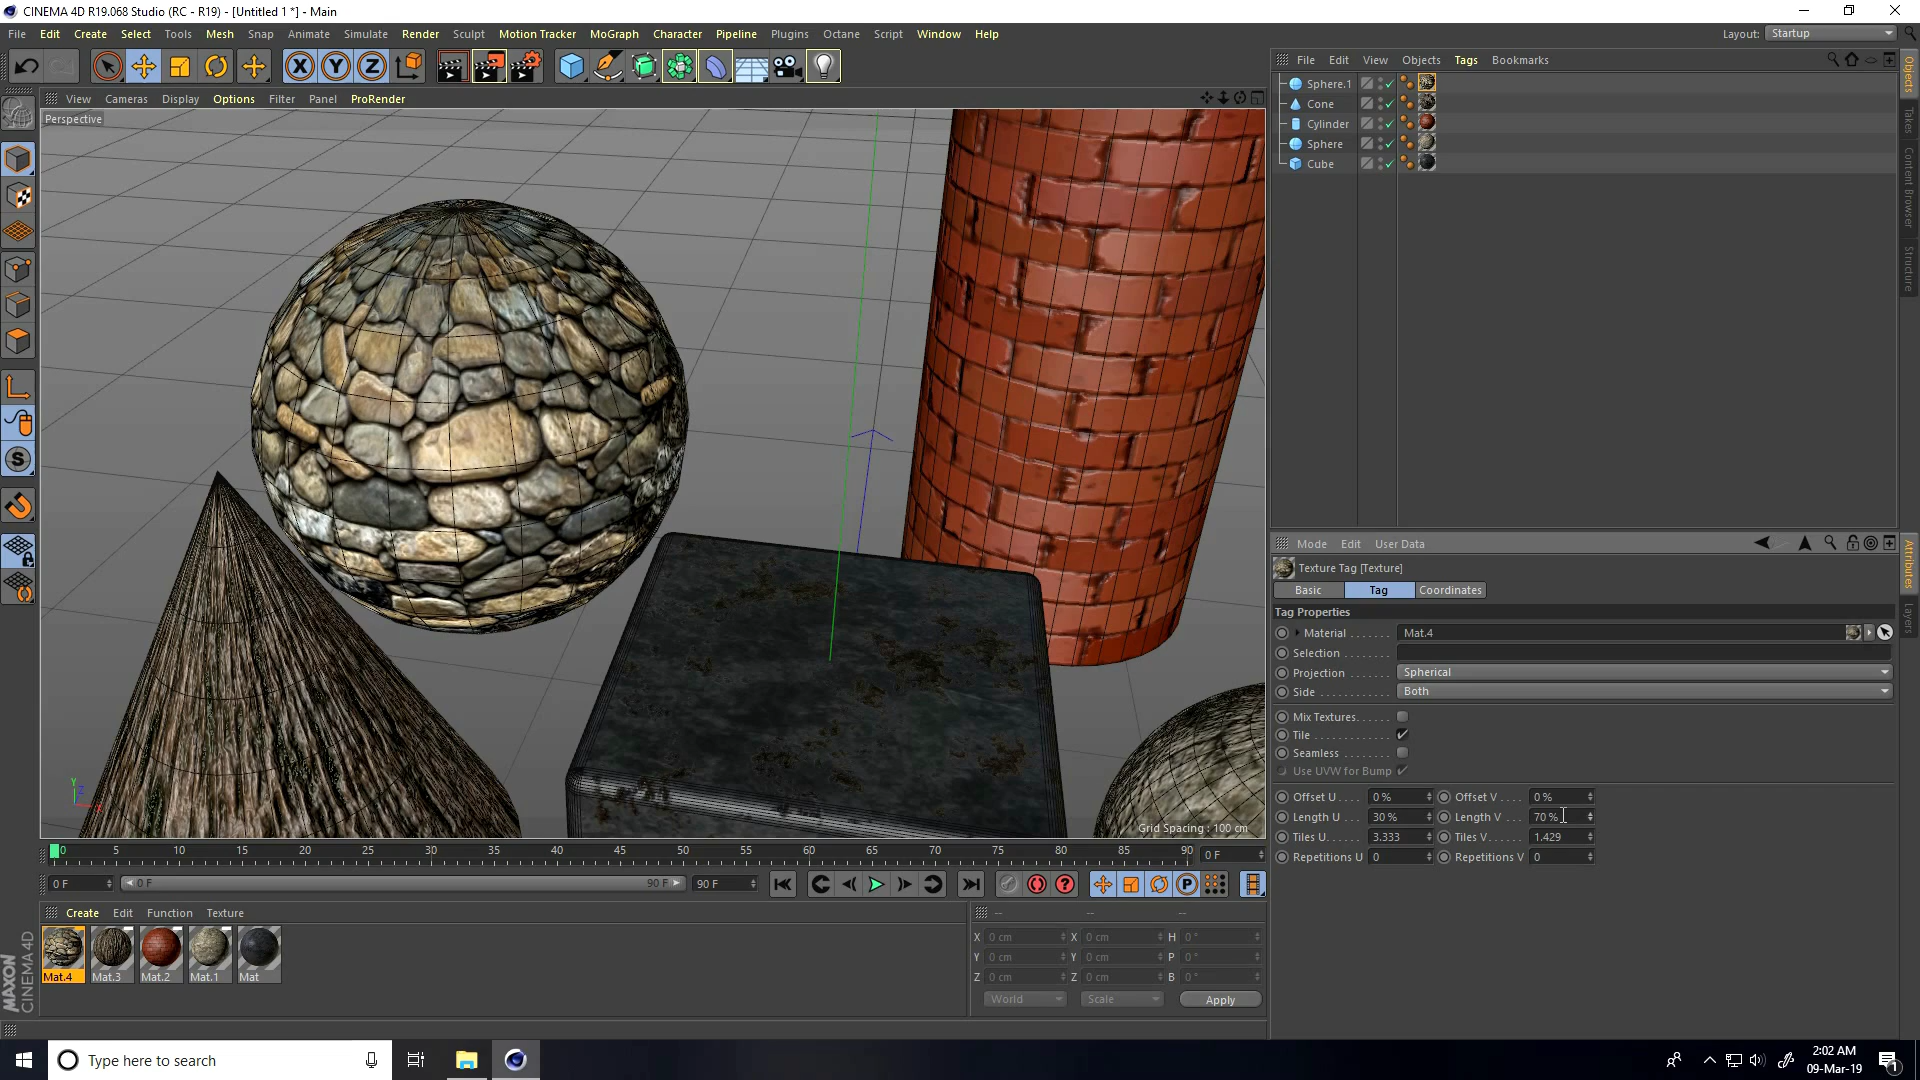 CINEMA 4D R19.068 Studio (RC - R19) - [Untitled 1 *] - Main
File Edit Create Select Tools Mesh Snap Animate Simulate Render Sculpt Motion Tracker MoGraph Character Pipeline Plugins Octane Script Window Help
Layout: Startup
View Cameras Display Options Filter Panel ProRender
Perspective
Grid Spacing : 100 cm
File Edit View Objects Tags Bookmarks
Sphere.1
Cone
Cylinder
Sphere
Cube
Objects
Takes
Content Browser
Structure
Mode Edit User Data
Texture Tag [Texture]
Basic Tag Coordinates
Tag Properties
Material . . . . . . . Mat.4
Selection . . . . . . . .
Projection . . . . . . . Spherical
Side . . . . . . . . . . . . Both
Mix Textures. . . . . .
Tile . . . . . . . . . . . . .
Seamless . . . . . . . .
Use UVW for Bump
Offset U . . . . 0 % Offset V . . . . 0 %
Length U . . . 30 % Length V . . . 70 %
Tiles U. . . . . . 3.333 Tiles V. . . . . . 1.429
Repetitions U 0 Repetitions V 0
Attributes
Layers
0 5 10 15 20 25 30 35 40 45 50 55 60 65 70 75 80 85 90 0 F
0 F 0 F 90 F 90 F
Create Edit Function Texture
Mat.4 Mat.3 Mat.2 Mat.1 Mat
-- -- --
X 0 cm X 0 cm H 0 °
Y 0 cm Y 0 cm P 0 °
Z 0 cm Z 0 cm B 0 °
World Scale Apply
MAXON
CINEMA 4D
Type here to search
2:02 AM
09-Mar-19
1